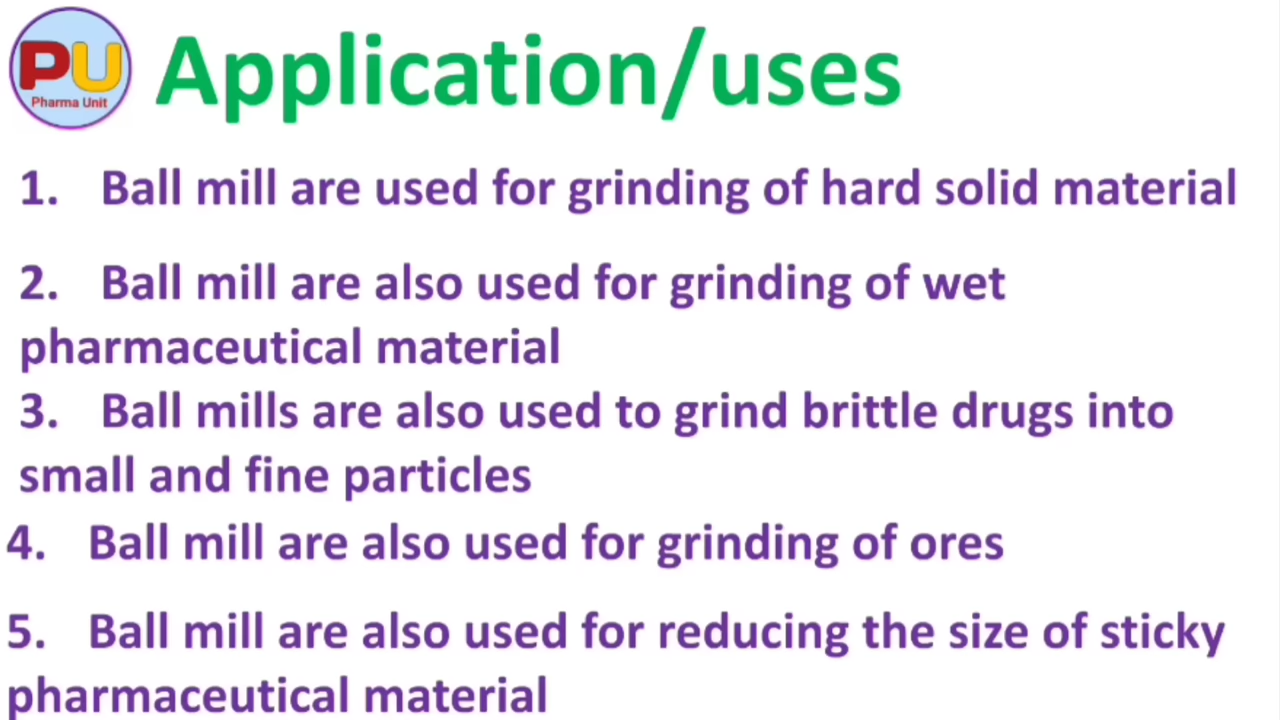 PU
Pharma Unit
Application/uses
1. Ball mill are used for grinding of hard solid material
2. Ball mill are also used for grinding of wet
pharmaceutical material
3. Ball mills are also used to grind brittle drugs into
small and fine particles
4. Ball mill are also used for grinding of ores
5. Ball mill are also used for reducing the size of sticky
pharmaceutical material